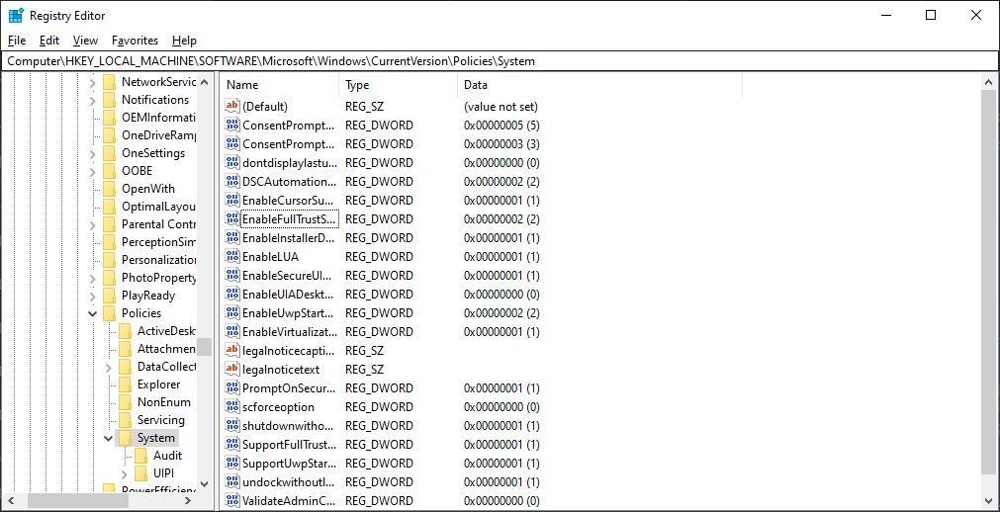 Registry Editor
File Edit View Favorites Help
Computer\HKEY_LOCAL_MACHINE\SOFTWARE\Microsoft\Windows\CurrentVersion\Policies\System
NetworkServic
Notifications
OEMInformati
OneDriveRamp
OneSettings
OOBE
OpenWith
OptimalLayou
Parental Contr
PerceptionSim
Personalization
PhotoProperty
PlayReady
Policies
ActiveDesk
Attachmen
DataCollect
Explorer
NonEnum
Servicing
System
Audit
UIPI
PowerEfficienc
Name Type Data
(Default) REG_SZ (value not set)
ConsentPrompt... REG_DWORD 0x00000005 (5)
ConsentPrompt... REG_DWORD 0x00000003 (3)
dontdisplaylastu... REG_DWORD 0x00000000 (0)
DSCAutomation... REG_DWORD 0x00000002 (2)
EnableCursorSu... REG_DWORD 0x00000001 (1)
EnableFullTrustS... REG_DWORD 0x00000002 (2)
EnableInstallerD... REG_DWORD 0x00000001 (1)
EnableLUA REG_DWORD 0x00000001 (1)
EnableSecureUI... REG_DWORD 0x00000001 (1)
EnableUIADeskt... REG_DWORD 0x00000000 (0)
EnableUwpStart... REG_DWORD 0x00000002 (2)
EnableVirtualizat... REG_DWORD 0x00000001 (1)
legalnoticecapti... REG_SZ
legalnoticetext REG_SZ
PromptOnSecur... REG_DWORD 0x00000001 (1)
scforceoption REG_DWORD 0x00000000 (0)
shutdownwitho... REG_DWORD 0x00000001 (1)
SupportFullTrust... REG_DWORD 0x00000001 (1)
SupportUwpStar... REG_DWORD 0x00000001 (1)
undockwithoutl... REG_DWORD 0x00000001 (1)
ValidateAdminC... REG_DWORD 0x00000000 (0)